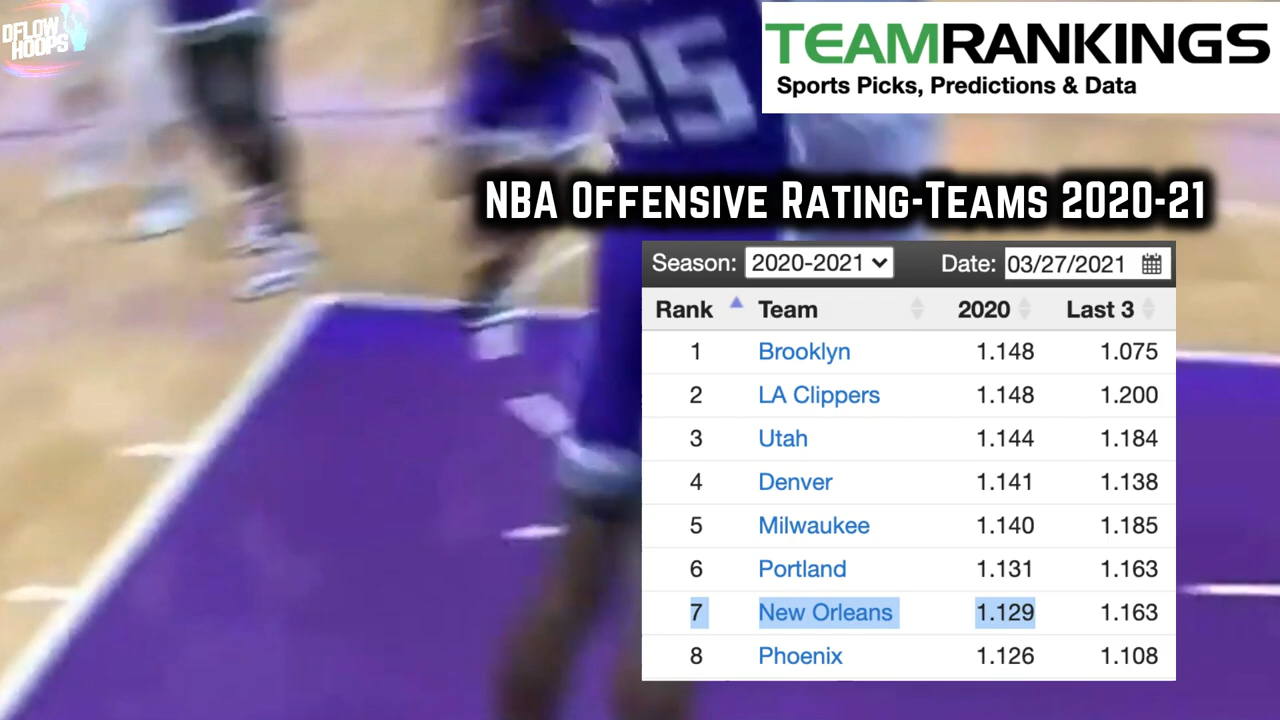 DFLOW
HOOPS
25
TEAMRANKINGS
Sports Picks, Predictions & Data
NBA Offensive Rating-Teams 2020-21
Season: 2020-2021 Date: 03/27/2021
Rank Team 2020 Last 3
1 Brooklyn 1.148 1.075
2 LA Clippers 1.148 1.200
3 Utah 1.144 1.184
4 Denver 1.141 1.138
5 Milwaukee 1.140 1.185
6 Portland 1.131 1.163
7 New Orleans 1.129 1.163
8 Phoenix 1.126 1.108